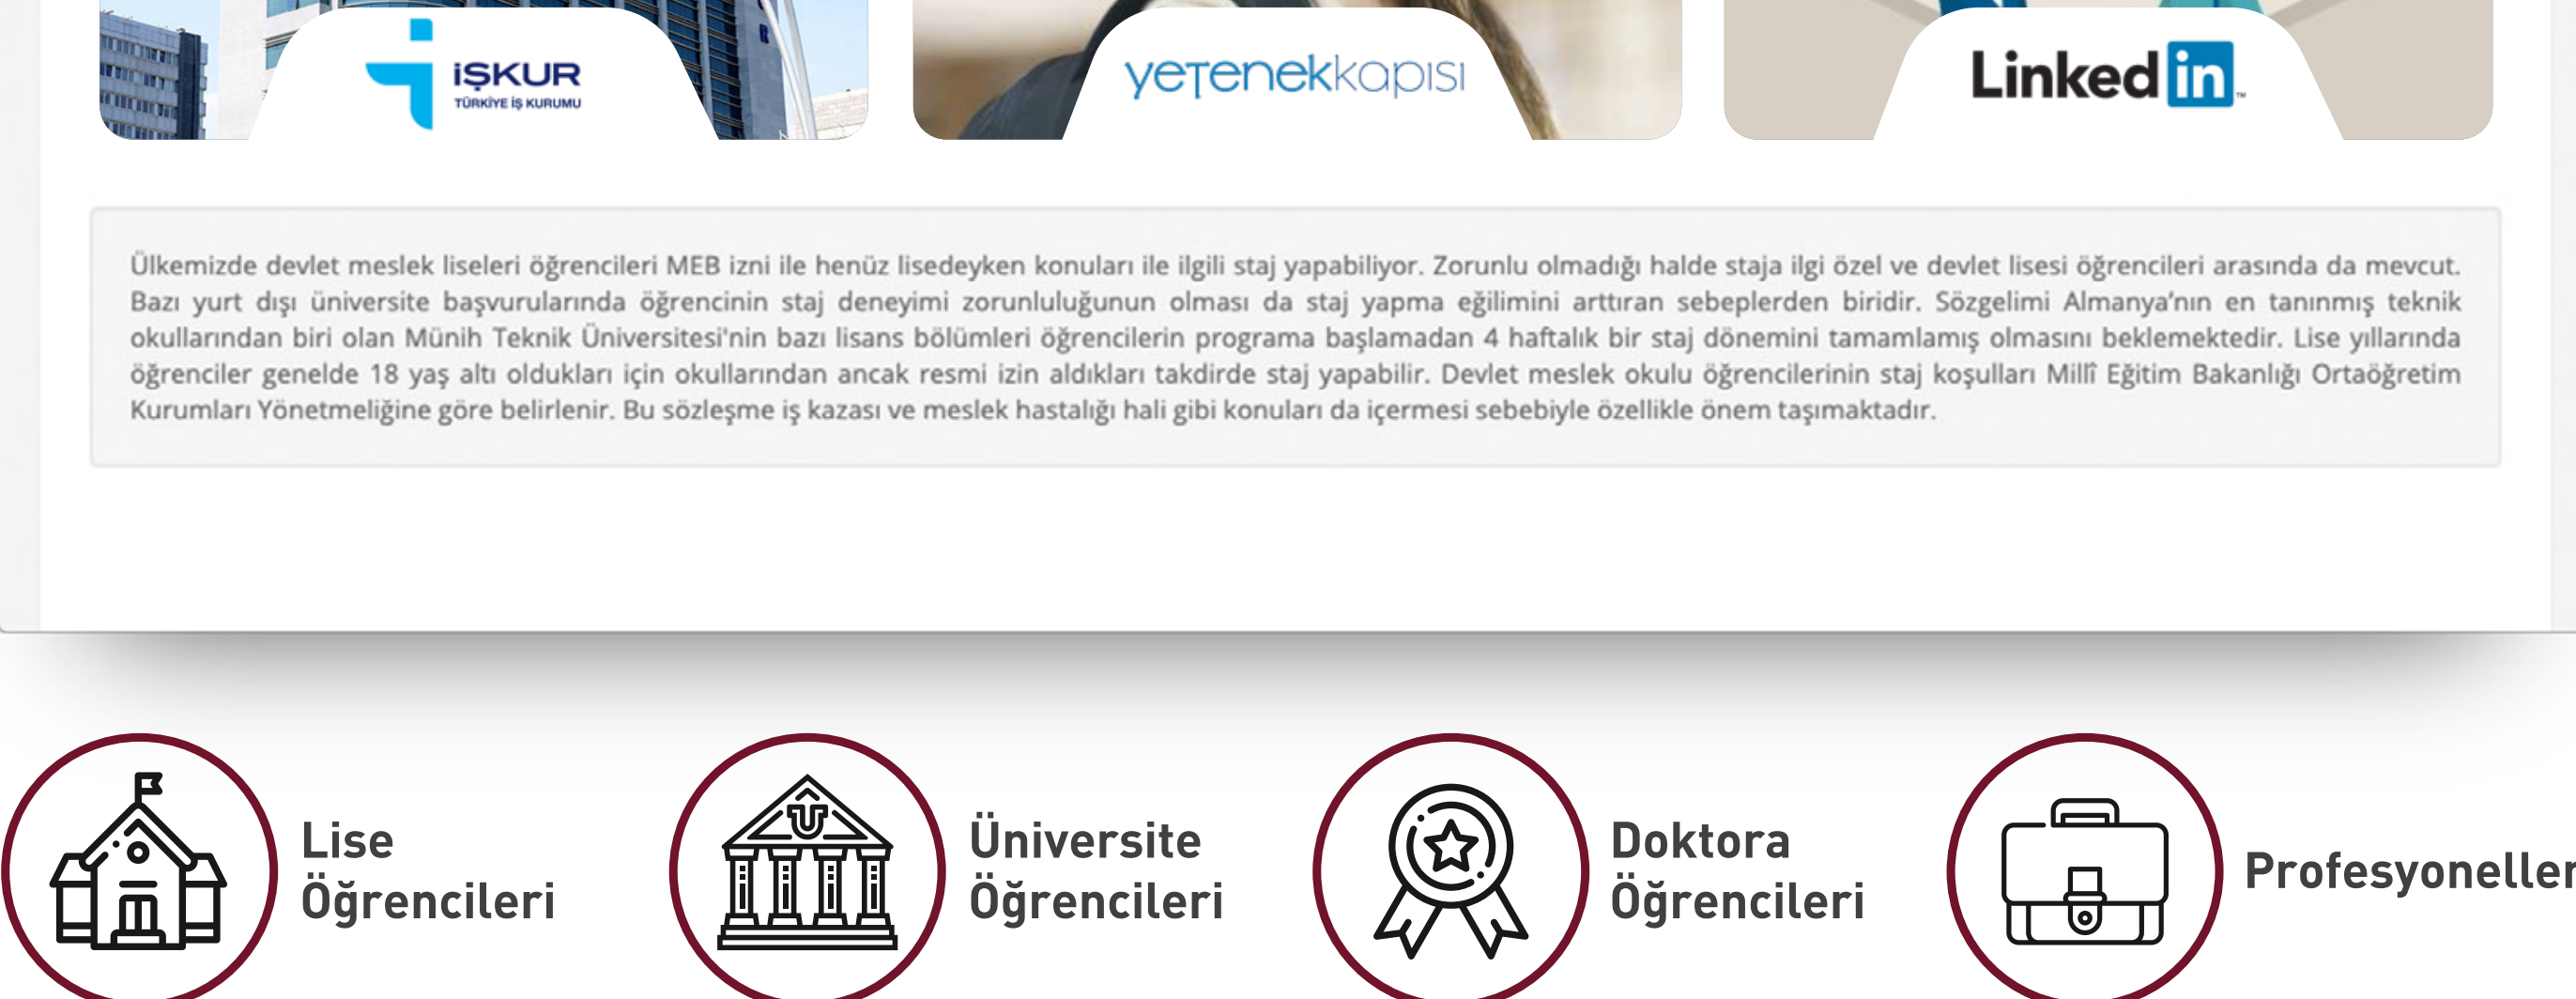 İŞKUR
TÜRKİYE İŞ KURUMU
yetenekkapısı
Linked in™
Ülkemizde devlet meslek liseleri öğrencileri MEB izni ile henüz lisedeyken konuları ile ilgili staj yapabiliyor. Zorunlu olmadığı halde staja ilgi özel ve devlet lisesi öğrencileri arasında da mevcut.
Bazı yurt dışı üniversite başvurularında öğrencinin staj deneyimi zorunluluğunun olması da staj yapma eğilimini arttıran sebeplerden biridir. Sözgelimi Almanya’nın en tanınmış teknik
okullarından biri olan Münih Teknik Üniversitesi'nin bazı lisans bölümleri öğrencilerin programa başlamadan 4 haftalık bir staj dönemini tamamlamış olmasını beklemektedir. Lise yıllarında
öğrenciler genelde 18 yaş altı oldukları için okullarından ancak resmi izin aldıkları takdirde staj yapabilir. Devlet meslek okulu öğrencilerinin staj koşulları Millî Eğitim Bakanlığı Ortaöğretim
Kurumları Yönetmeliğine göre belirlenir. Bu sözleşme iş kazası ve meslek hastalığı hali gibi konuları da içermesi sebebiyle özellikle önem taşımaktadır.
Lise
Öğrencileri
Üniversite
Öğrencileri
Doktora
Öğrencileri
Profesyoneller